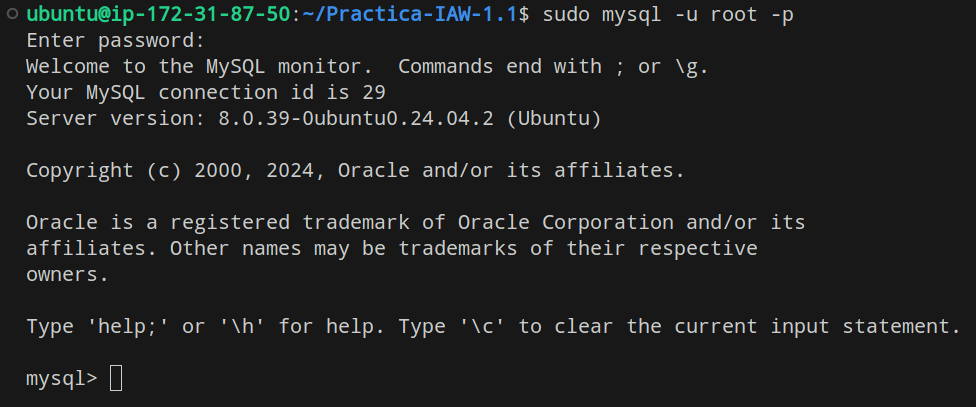 ubuntu@ip-172-31-87-50:~/Practica-IAW-1.1$ sudo mysql -u root -p
Enter password:
Welcome to the MySQL monitor.  Commands end with ; or \g.
Your MySQL connection id is 29
Server version: 8.0.39-0ubuntu0.24.04.2 (Ubuntu)
Copyright (c) 2000, 2024, Oracle and/or its affiliates.
Oracle is a registered trademark of Oracle Corporation and/or its
affiliates. Other names may be trademarks of their respective
owners.
Type 'help;' or '\h' for help. Type '\c' to clear the current input statement.
mysql>